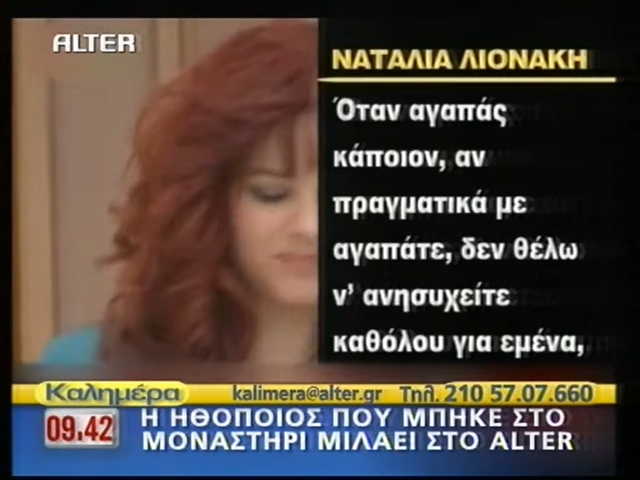 ALTER
ΝΑΤΑΛΙΑ ΛΙΟΝΑΚΗ
Όταν αγαπάς
κάποιον, αν
πραγματικά με
αγαπάτε, δεν θέλω
ν' ανησυχείτε
καθόλου για εμένα,
Καλημέρα
kalimera@alter.gr Τηλ. 210 57.07.660
09.42
Η ΗΘΟΠΟΙΟΣ ΠΟΥ ΜΠΗΚΕ ΣΤΟ
ΜΟΝΑΣΤΗΡΙ ΜΙΛΑΕΙ ΣΤΟ ALTER